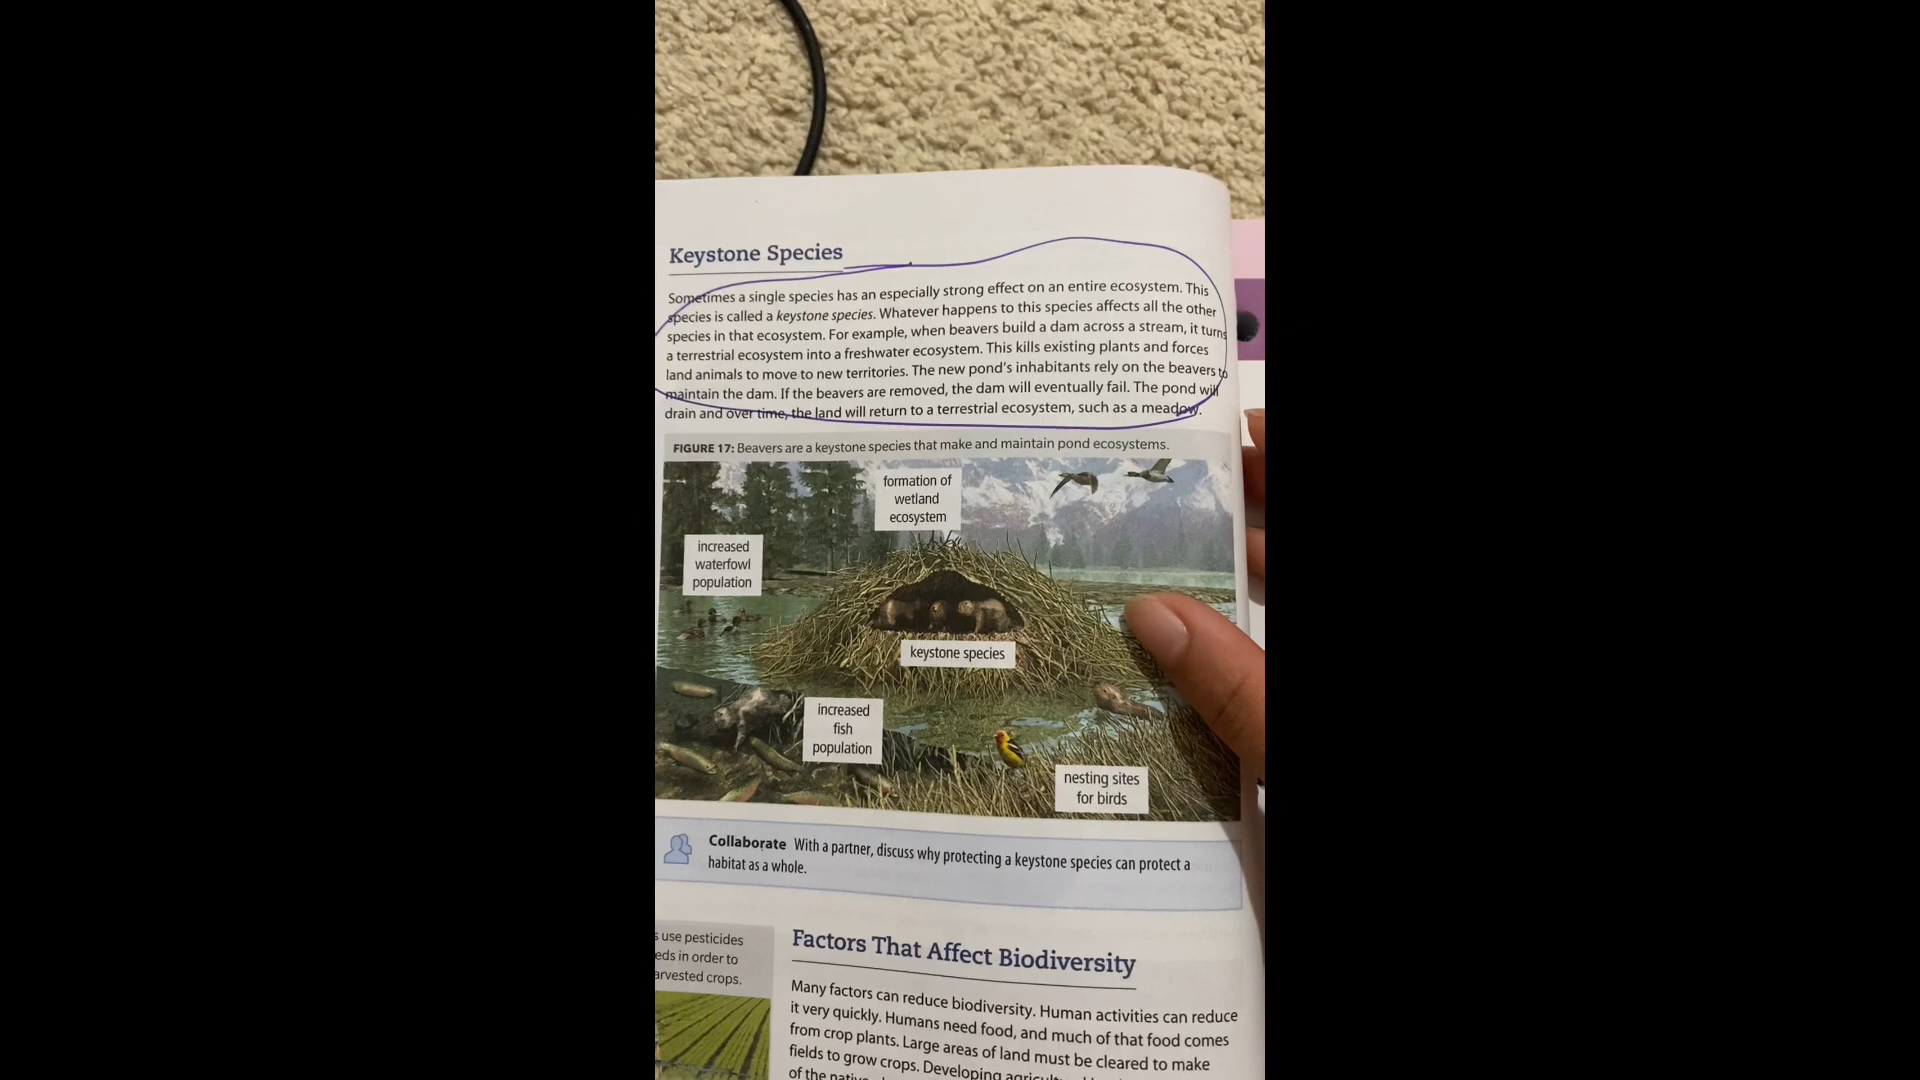 Keystone Species
Sometimes a single species has an especially strong effect on an entire ecosystem. This
species is called a keystone species. Whatever happens to this species affects all the other
species in that ecosystem. For example, when beavers build a dam across a stream, it turns
a terrestrial ecosystem into a freshwater ecosystem. This kills existing plants and forces
land animals to move to new territories. The new pond's inhabitants rely on the beavers to
maintain the dam. If the beavers are removed, the dam will eventually fail. The pond will
drain and over time, the land will return to a terrestrial ecosystem, such as a meadow.
FIGURE 17: Beavers are a keystone species that make and maintain pond ecosystems.
formation of
wetland
ecosystem
increased
waterfowl
population
keystone species
increased
fish
population
nesting sites
for birds
Collaborate With a partner, discuss why protecting a keystone species can protect a
habitat as a whole.
use pesticides
in order to
crops.
Factors That Affect Biodiversity
Many factors can reduce biodiversity. Human activities can reduce
it very quickly. Humans need food, and much of that food comes
from crop plants. Large areas of land must be cleared to make
fields to grow crops. Developing
of the